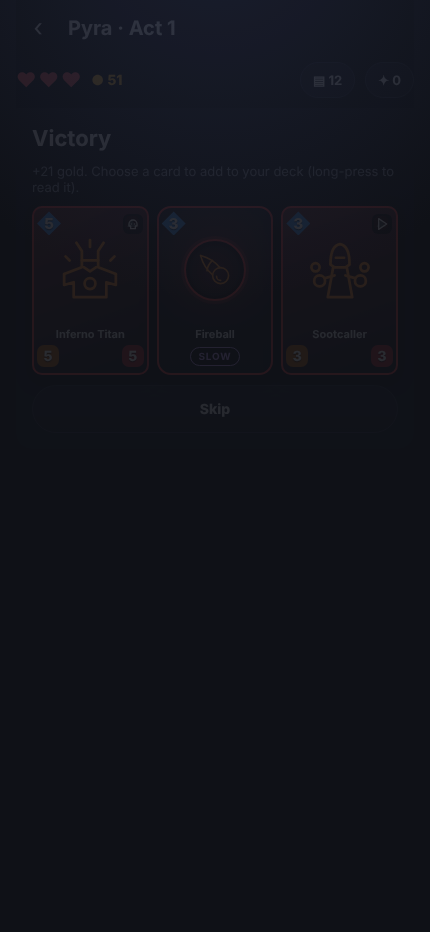 Pyra · Act 1
51
12
0
Victory
+21 gold. Choose a card to add to your deck (long-press to
read it).
5
3
3
Inferno Titan
Fireball
Sootcaller
5
5
SLOW
3
3
Skip